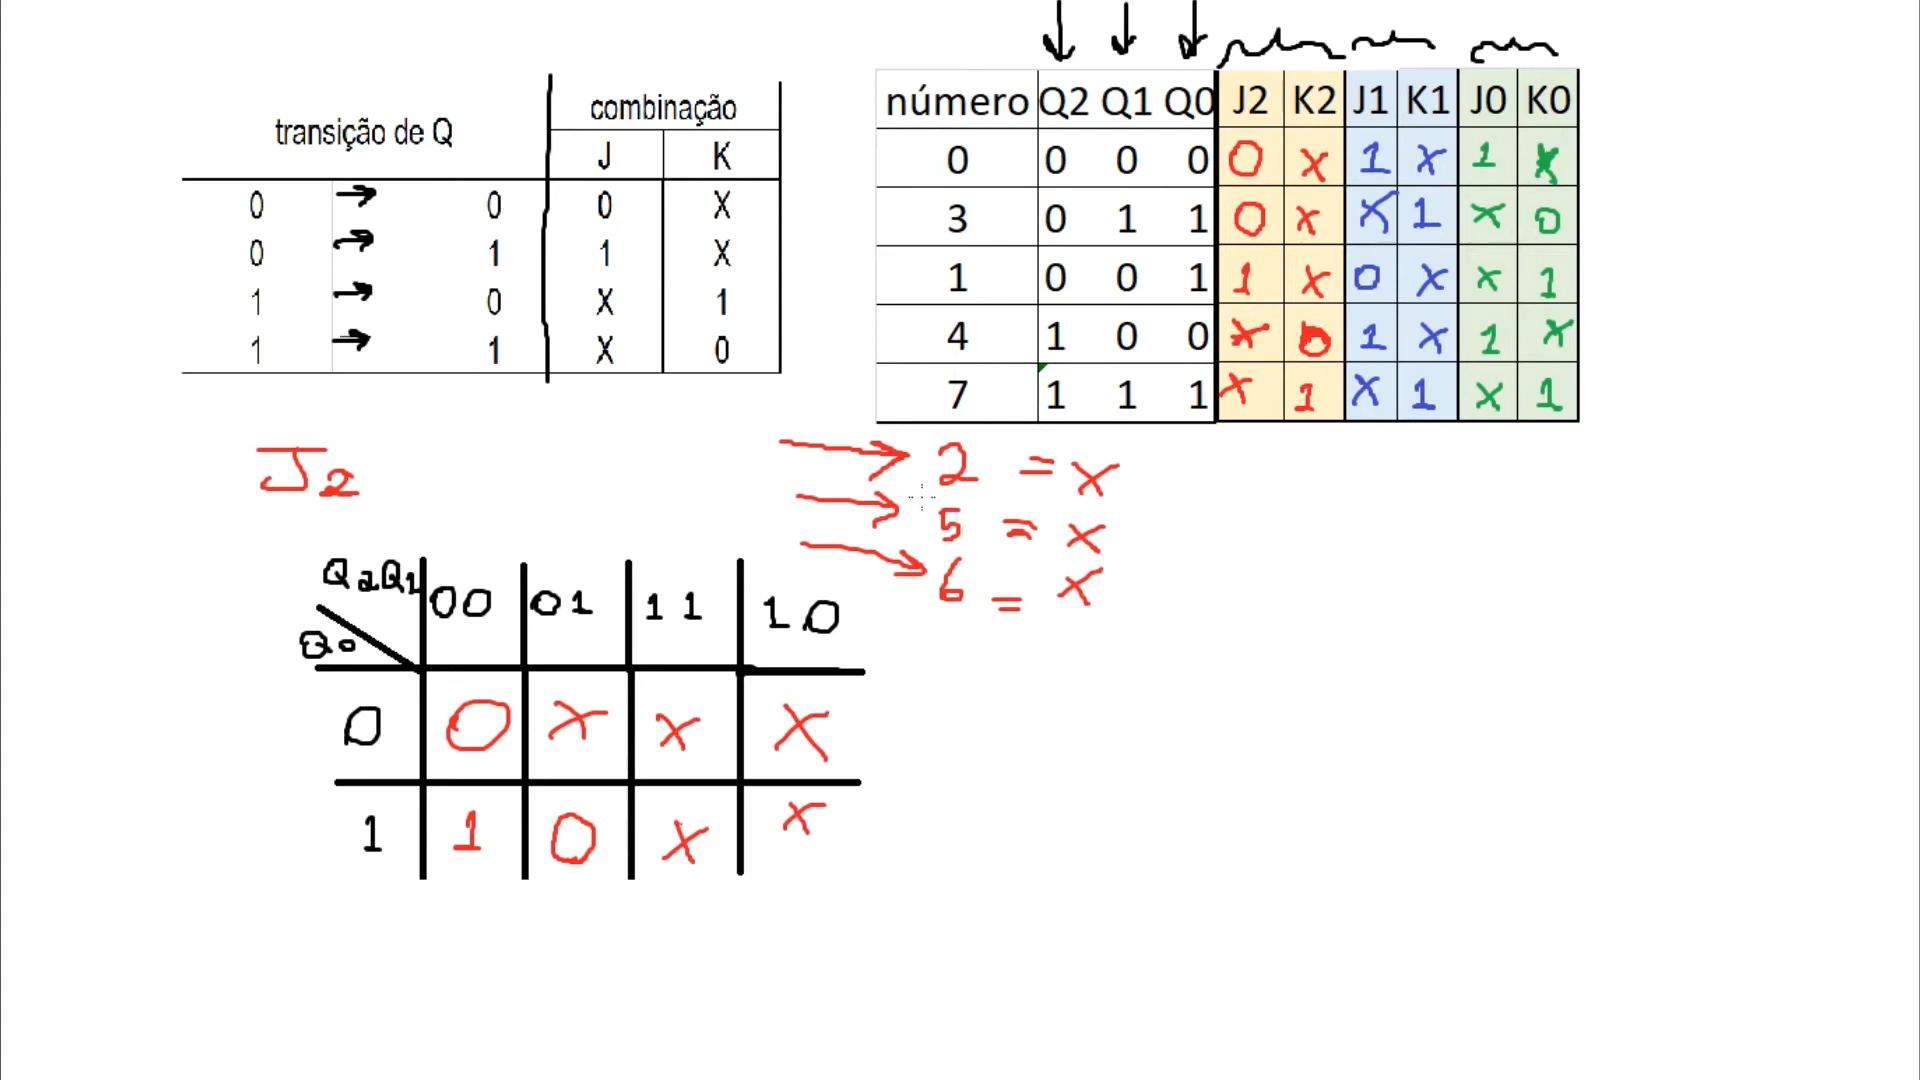 transição de Q combinação
J K
0 → 0 0 X
0 → 1 1 X
1 → 0 X 1
1 → 1 X 0
número Q2 Q1 Q0 J2 K2 J1 K1 J0 K0
0 0 0 0 0 x 1 x 1 x
3 0 1 1 0 x x 1 x 0
1 0 0 1 1 x 0 x x 1
4 1 0 0 x 0 1 x 1 x
7 1 1 1 x 1 x 1 x 1
J2
2 = x
5 = x
6 = x
Q2Q1 00 01 11 10
Q0
0 0 x x x
1 1 0 x x